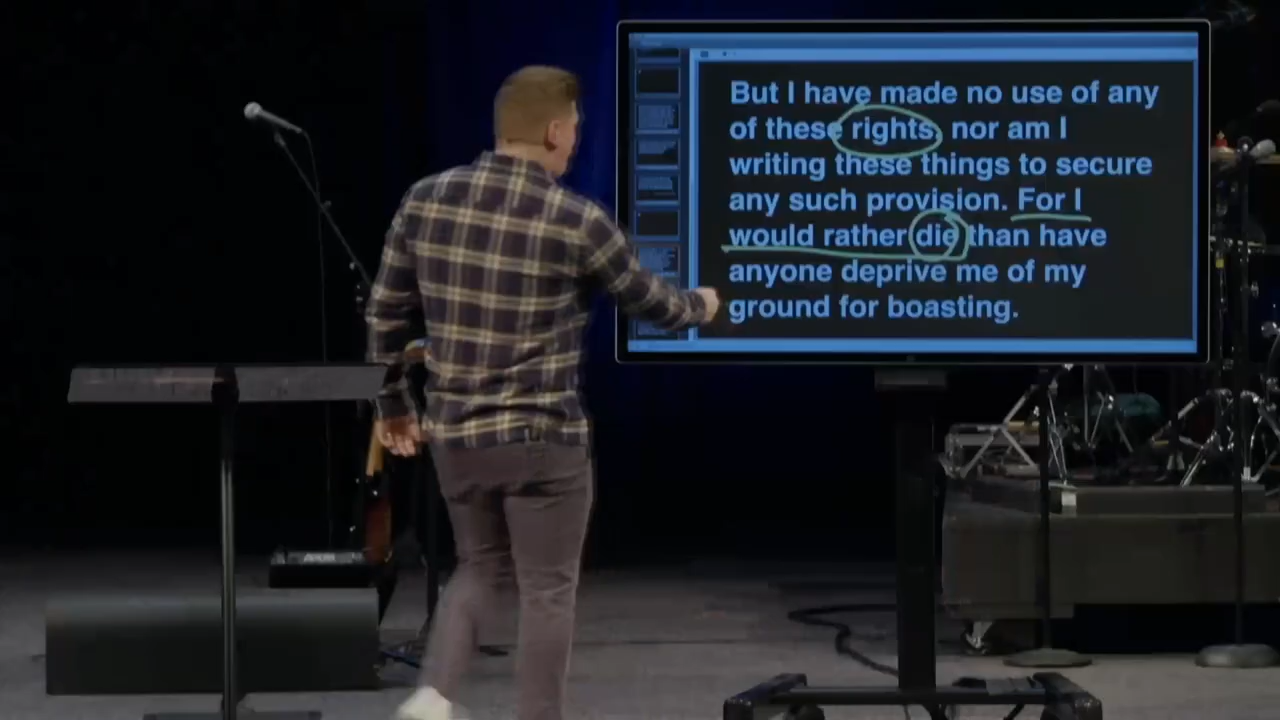 But I have made no use of any
of these rights, nor am I
writing these things to secure
any such provision. For I
would rather die than have
anyone deprive me of my
ground for boasting.